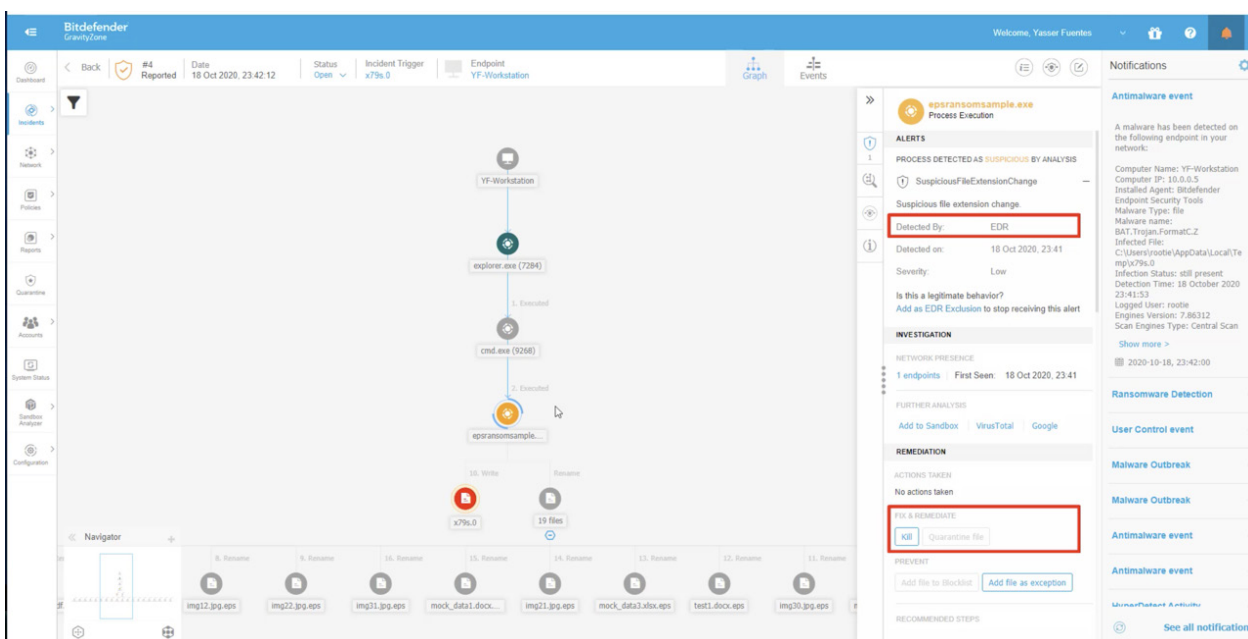 Bitdefender
GravityZone
Welcome, Yasser Fuentes
Dashboard
Incidents
Network
Policies
Reports
Quarantine
Accounts
System Status
Sandbox
Analyzer
Configuration
Back
#4
Reported
Date
18 Oct 2020, 23:42:12
Status
Open
Incident Trigger
x79s.0
Endpoint
YF-Workstation
Graph
Events
YF-Workstation
explorer.exe (7284)
1. Executed
cmd.exe (9268)
2. Executed
epsransomsample...
10. Write
Rename
x79s.0
19 files
Navigator
8. Rename
9. Rename
16. Rename
15. Rename
14. Rename
13. Rename
12. Rename
11. Rename
img12.jpg.eps
img22.jpg.eps
img31.jpg.eps
mock_data1.docx....
img21.jpg.eps
mock_data3.xlsx.eps
test1.docx.eps
img30.jpg.eps
1
epsransomsample.exe
Process Execution
ALERTS
PROCESS DETECTED AS SUSPICIOUS BY ANALYSIS
SuspiciousFileExtensionChange
Suspicious file extension change.
Detected By: EDR
Detected on: 18 Oct 2020, 23:41
Severity: Low
Is this a legitimate behavior?
Add as EDR Exclusion to stop receiving this alert
INVESTIGATION
NETWORK PRESENCE
1 endpoints First Seen: 18 Oct 2020, 23:41
FURTHER ANALYSIS
Add to Sandbox VirusTotal Google
REMEDIATION
ACTIONS TAKEN
No actions taken
FIX & REMEDIATE
Kill Quarantine file
PREVENT
Add file to Blocklist Add file as exception
RECOMMENDED STEPS
Notifications
Antimalware event
A malware has been detected on
the following endpoint in your
network:
Computer Name: YF-Workstation
Computer IP: 10.0.0.5
Installed Agent: Bitdefender
Endpoint Security Tools
Malware Type: file
Malware name:
BAT.Trojan.FormatC.Z
Infected File:
C:\Users\rootie\AppData\Local\Te
mp\x79s.0
Infection Status: still present
Detection Time: 18 October 2020
23:41:53
Logged User: rootie
Engines Version: 7.86312
Scan Engines Type: Central Scan
Show more >
2020-10-18, 23:42:00
Ransomware Detection
User Control event
Malware Outbreak
Malware Outbreak
Antimalware event
Antimalware event
HyperDetect Activity
See all notification